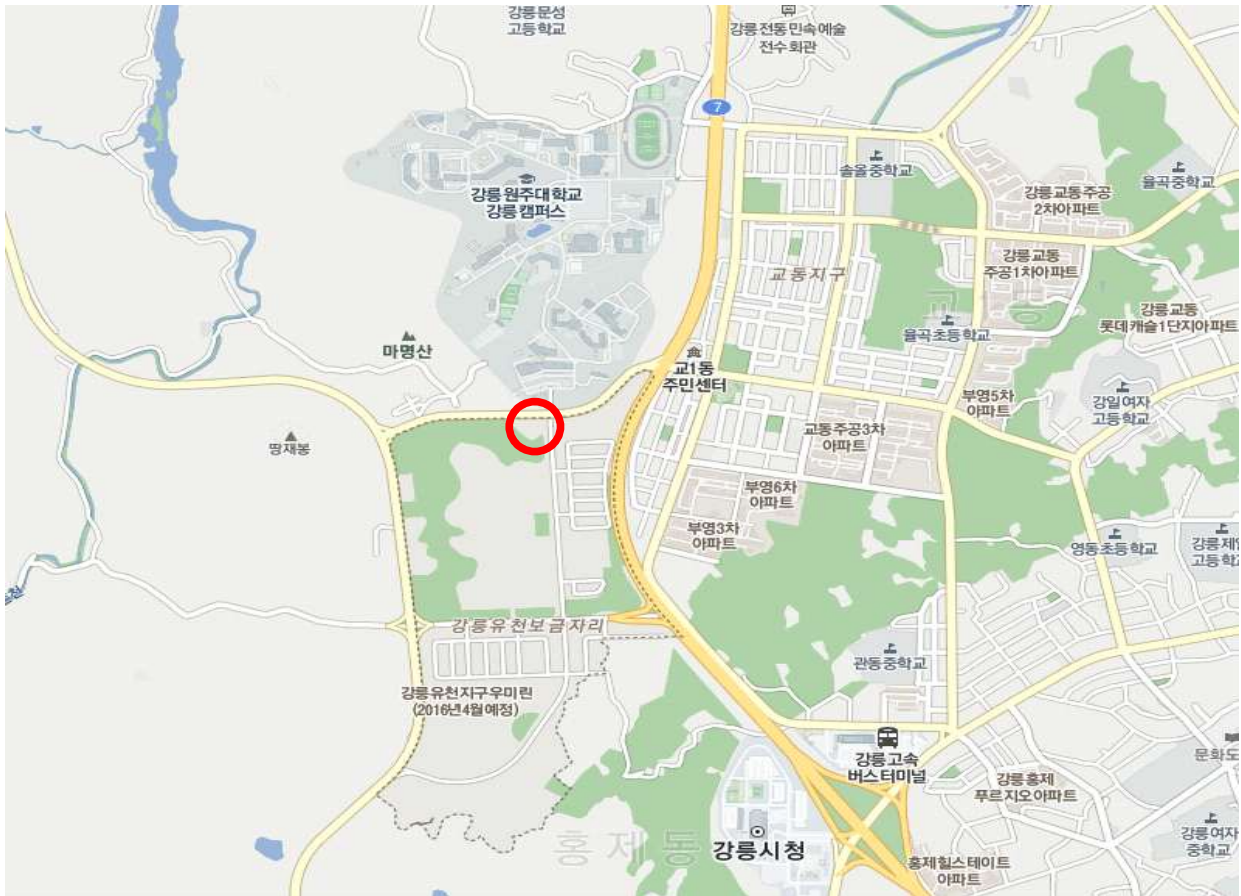 강릉문성
고등학교
강릉전통민속예술
전수회관
7
솔올중학교
율곡중학교
강릉원주대학교
강릉캠퍼스
강릉교동주공
2차아파트
강릉교동
주공1차아파트
교동지구
강릉교동
롯데캐슬1단지아파트
율곡초등학교
마명산
교1동
주민센터
부영5차
아파트
강일여자
고등학교
땅재봉
교동주공3차
아파트
부영6차
아파트
부영3차
아파트
영동초등학교
강릉제일
고등학교
강릉유천보금자리
관동중학교
강릉유천지구우미린
(2016년4월예정)
강릉고속
버스터미널
문화도
강릉홍제
푸르지오아파트
홍제동
강릉시청
강릉여자
중학교
홍제힐스테이트
아파트